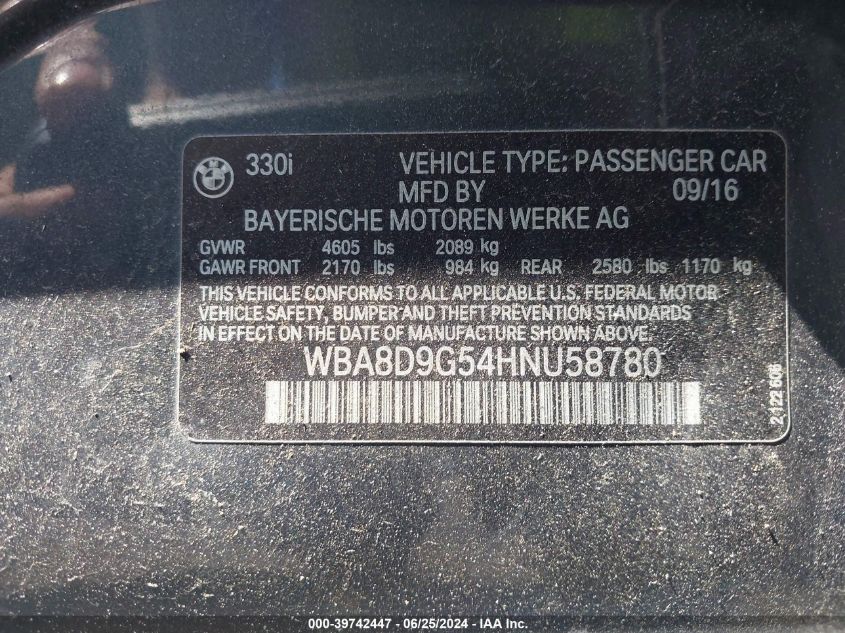 330i VEHICLE TYPE: PASSENGER CAR
MFD BY 09/16
BAYERISCHE MOTOREN WERKE AG
GVWR 4605 lbs 2089 kg
GAWR FRONT 2170 lbs 984 kg REAR 2580 lbs 1170 kg
THIS VEHICLE CONFORMS TO ALL APPLICABLE U.S. FEDERAL MOTOR
VEHICLE SAFETY, BUMPER AND THEFT PREVENTION STANDARDS
IN EFFECT ON THE DATE OF MANUFACTURE SHOWN ABOVE.
WBA8D9G54HNU58780
2 122 606
000-39742447 - 06/25/2024 - IAA Inc.